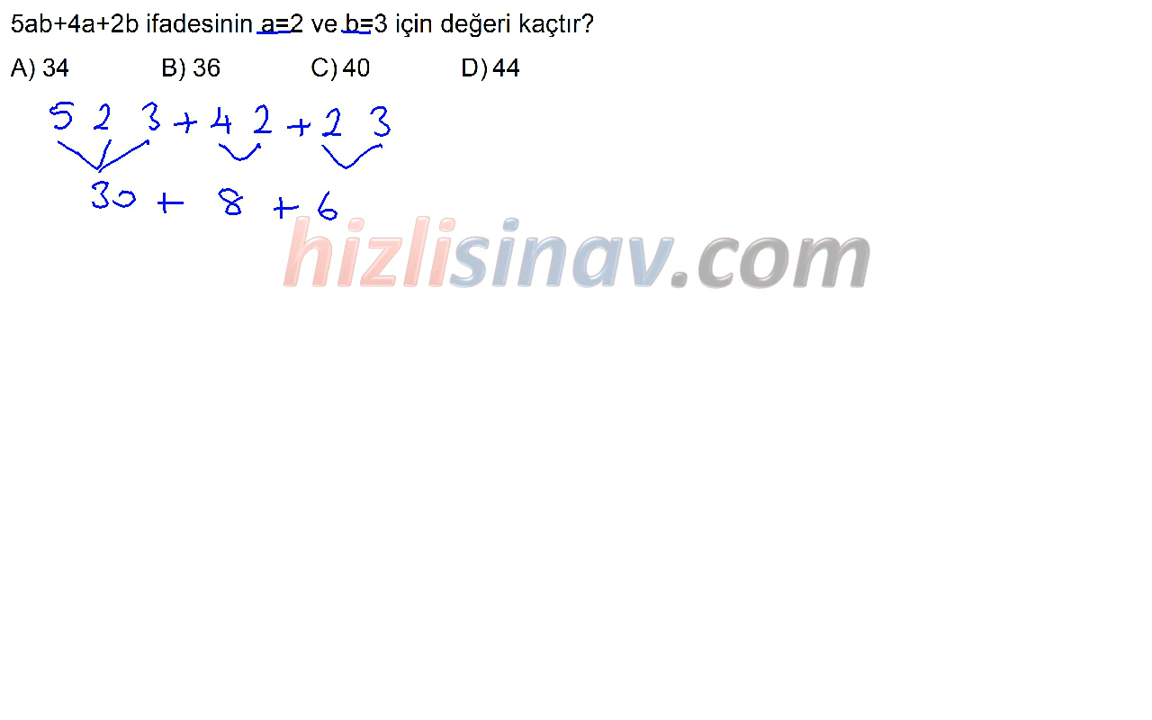 5ab+4a+2b ifadesinin a=2 ve b=3 için değeri kaçtır?
A) 34 B) 36 C) 40 D) 44
5 2 3 + 4 2 + 2 3
30 + 8 + 6
hizlisinav.com